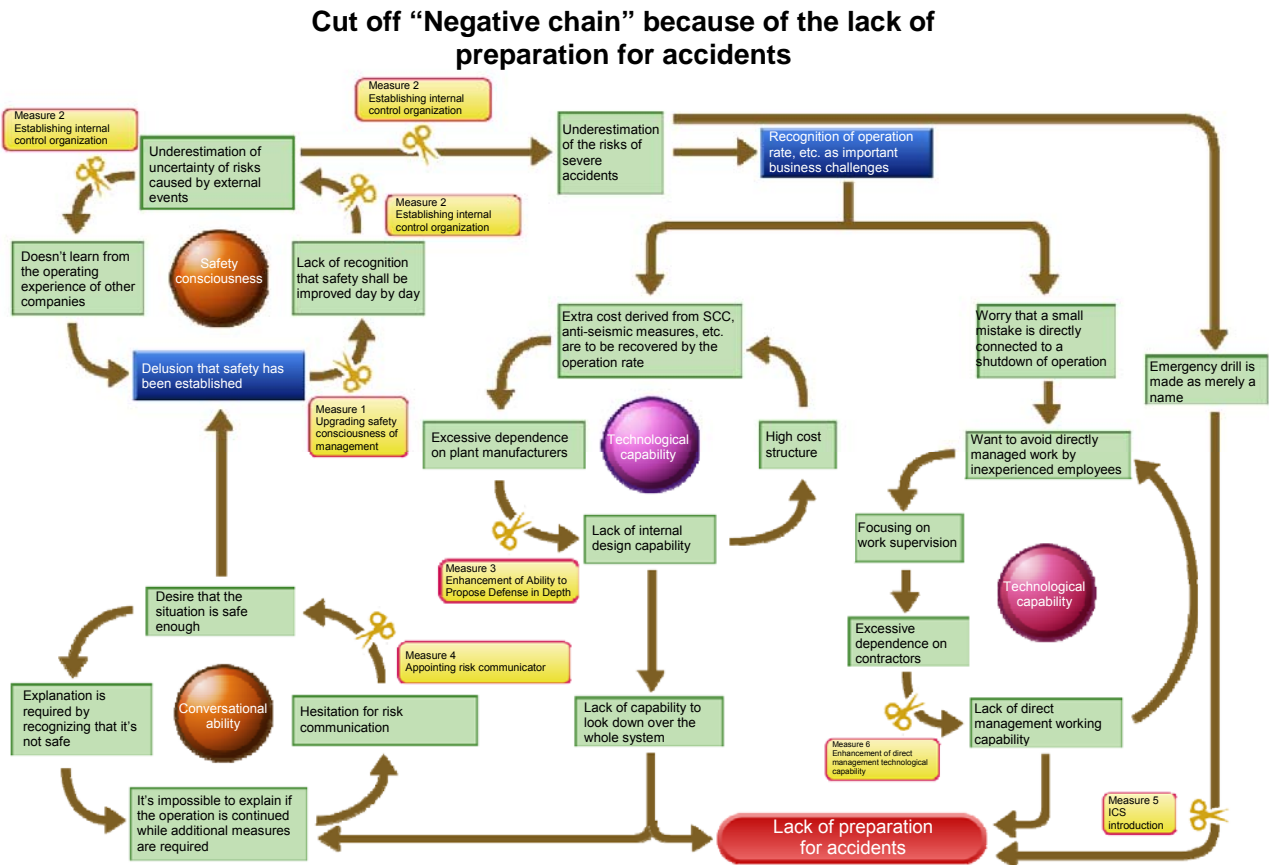 Cut off “Negative chain” because of the lack of
preparation for accidents
Measure 2
Establishing internal
control organization
Measure 2
Establishing internal
control organization
Underestimation of
uncertainty of risks
caused by external
events
Underestimation
of the risks of
severe
accidents
Recognition of operation
rate, etc. as important
business challenges
Measure 2
Establishing internal
control organization
Doesn’t learn from
the operating
experience of other
companies
Safety
consciousness
Lack of recognition
that safety shall be
improved day by day
Extra cost derived from SCC,
anti-seismic measures, etc.
are to be recovered by the
operation rate
Worry that a small
mistake is directly
connected to a
shutdown of operation
Emergency drill is
made as merely a
name
Delusion that safety has
been established
Measure 1
Upgrading safety
consciousness of
management
Excessive dependence
on plant manufacturers
Technological
capability
High cost
structure
Want to avoid directly
managed work by
inexperienced employees
Lack of internal
design capability
Focusing on
work supervision
Measure 3
Enhancement of Ability to
Propose Defense in Depth
Technological
capability
Desire that the
situation is safe
enough
Excessive
dependence on
contractors
Measure 4
Appointing risk communicator
Explanation is
required by
recognizing that it’s
not safe
Conversational
ability
Hesitation for risk
communication
Lack of capability to
look down over the
whole system
Lack of direct
management working
capability
Measure 6
Enhancement of direct
management technological
capability
It’s impossible to explain if
the operation is continued
while additional measures
are required
Lack of preparation
for accidents
Measure 5
ICS
introduction